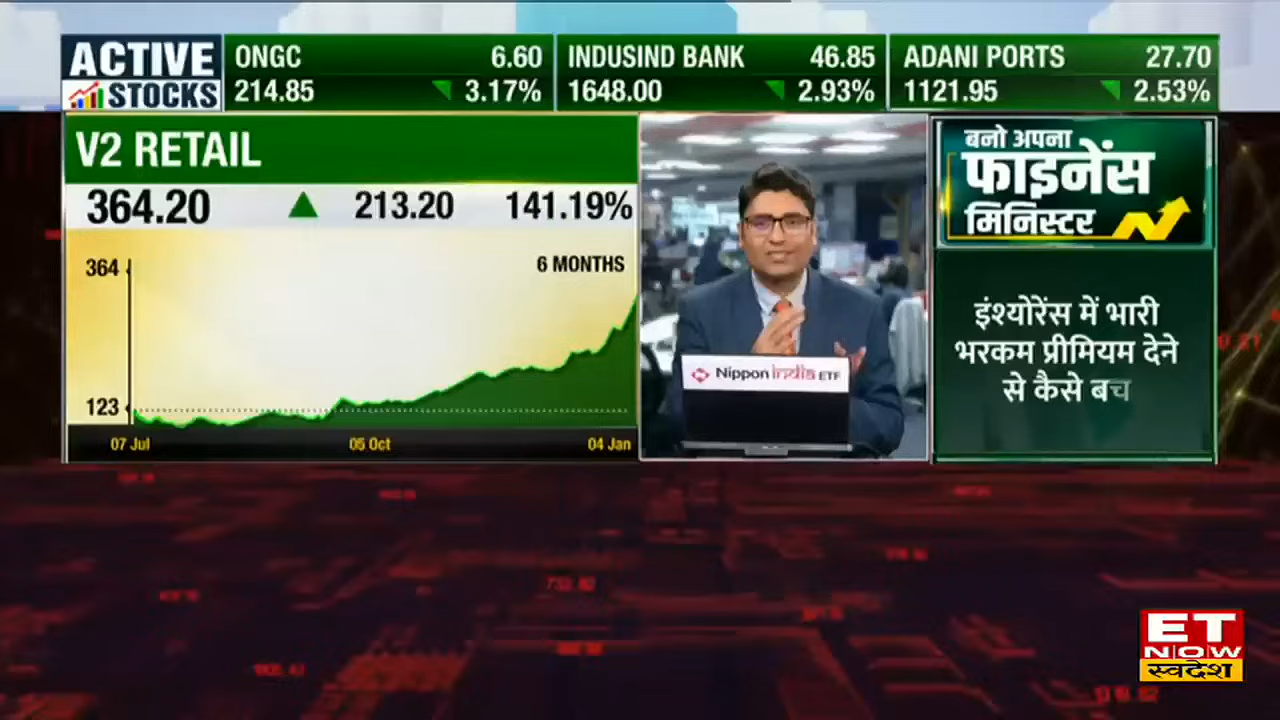 ACTIVE STOCKS
ONGC 6.60
214.85 3.17%
INDUSIND BANK 46.85
1648.00 2.93%
ADANI PORTS 27.70
1121.95 2.53%
V2 RETAIL
364.20 213.20 141.19%
6 MONTHS
364
123
07 Jul 05 Oct 04 Jan
Nippon india ETF
बनो अपना
फाइनेंस
मिनिस्टर
इंश्योरेंस में भारी
भरकम प्रीमियम देने
से कैसे बच
ET
NOW
स्वदेश